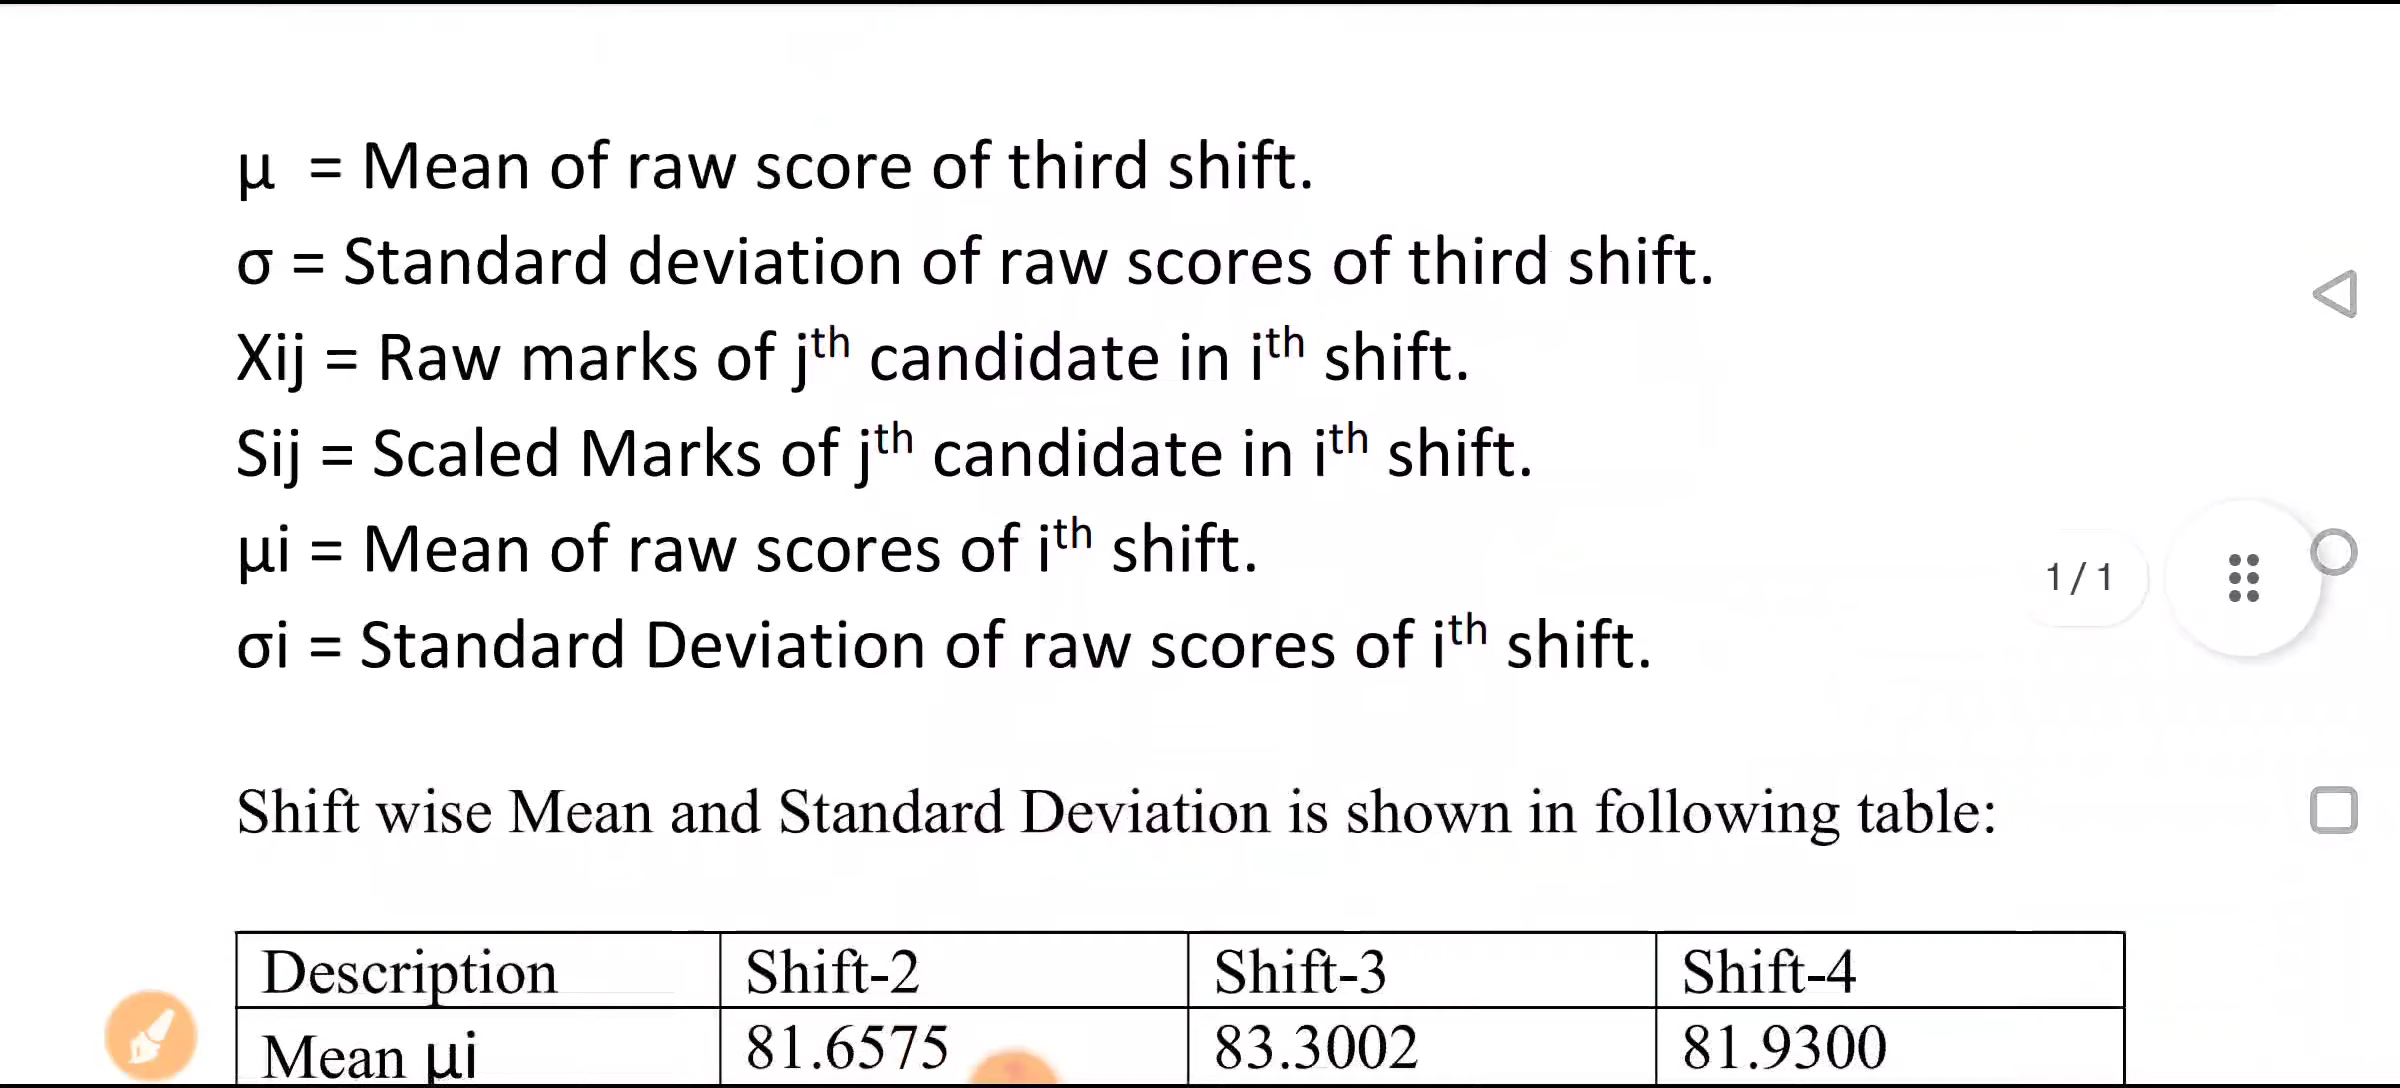 μ = Mean of raw score of third shift.
σ = Standard deviation of raw scores of third shift.
Xij = Raw marks of jth candidate in ith shift.
Sij = Scaled Marks of jth candidate in ith shift.
μi = Mean of raw scores of ith shift.
1/1
σi = Standard Deviation of raw scores of ith shift.
Shift wise Mean and Standard Deviation is shown in following table:
Description Shift-2 Shift-3 Shift-4
Mean μi 81.6575 83.3002 81.9300